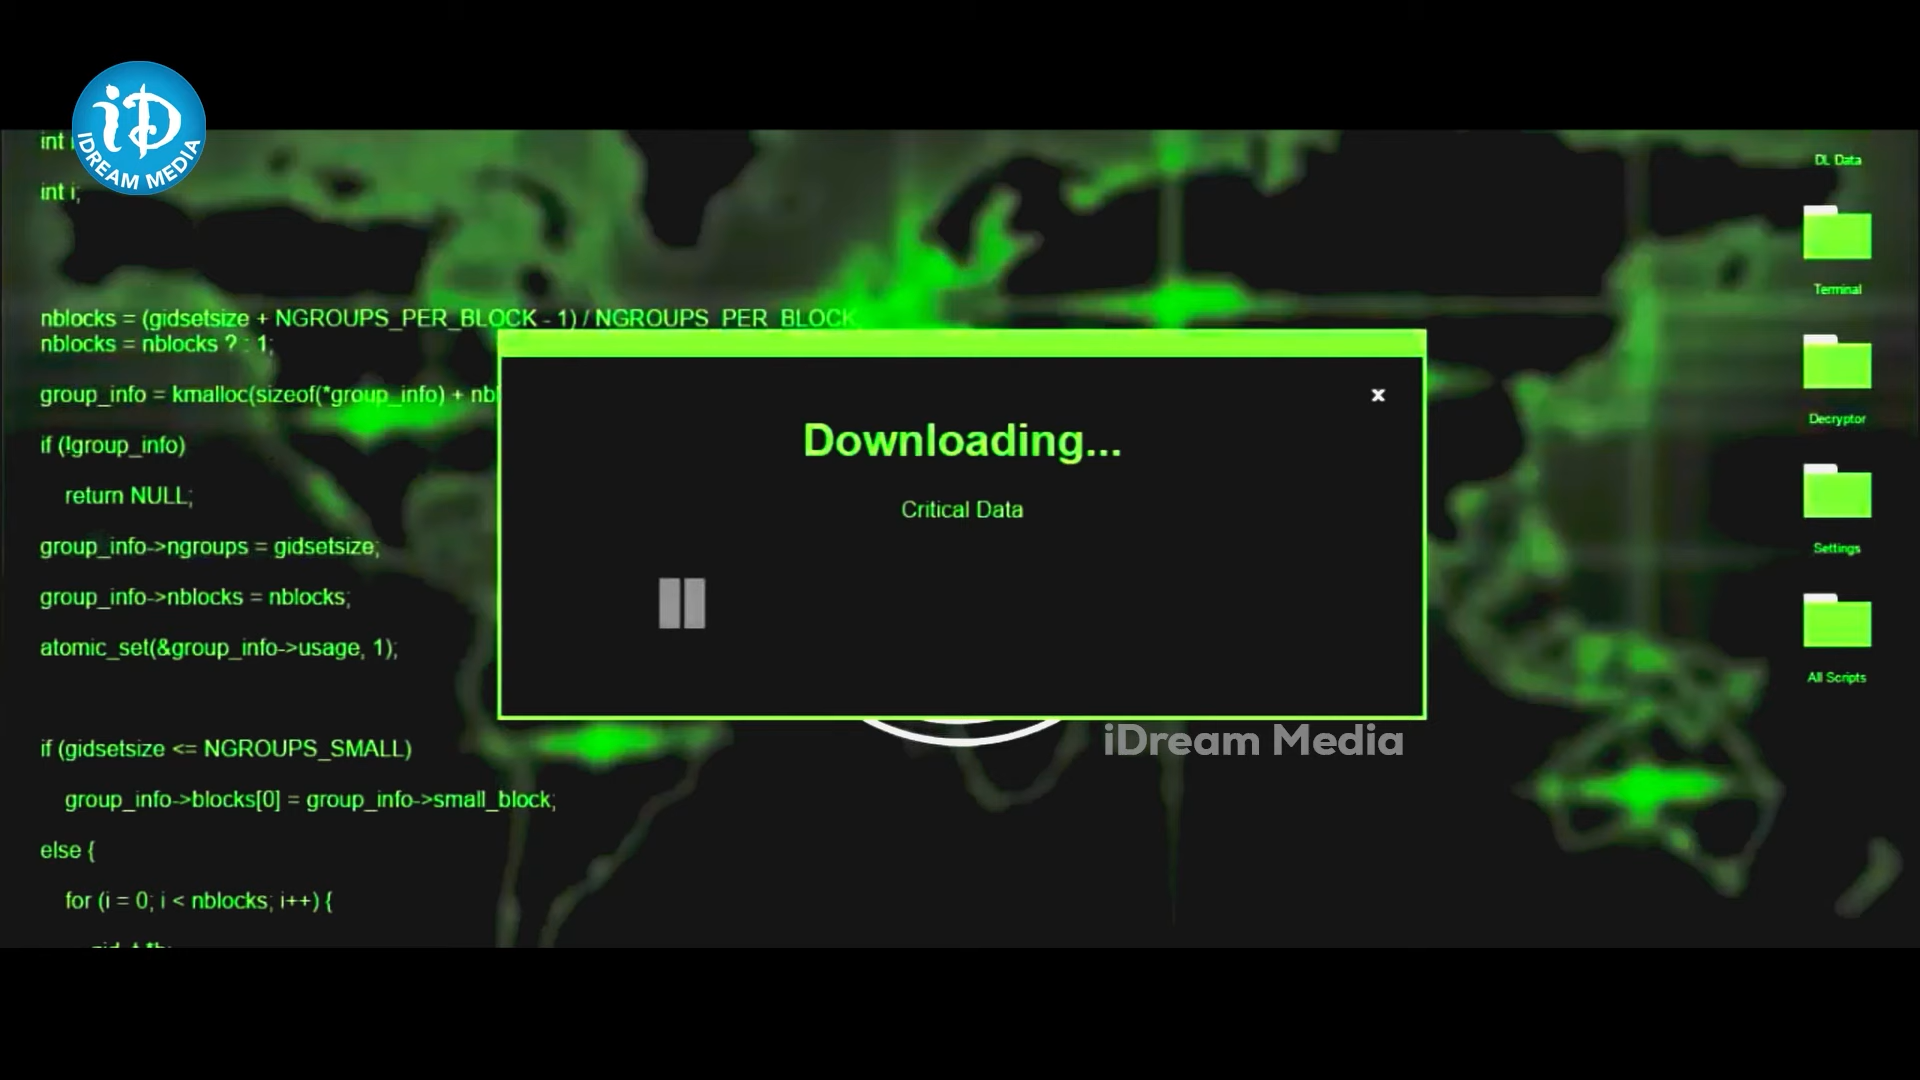 iD
IDREAM MEDIA
int
int i;
nblocks = (gidsetsize + NGROUPS_PER_BLOCK - 1) / NGROUPS_PER_BLOCK
nblocks = nblocks ? : 1;
group_info = kmalloc(sizeof(*group_info) + nbl
if (!group_info)
return NULL;
group_info->ngroups = gidsetsize;
group_info->nblocks = nblocks;
atomic_set(&group_info->usage, 1);
if (gidsetsize <= NGROUPS_SMALL)
group_info->blocks[0] = group_info->small_block;
else {
for (i = 0; i < nblocks; i++) {
x
Downloading...
Critical Data
iDream Media
DL Data
Terminal
Decryptor
Settings
All Scripts